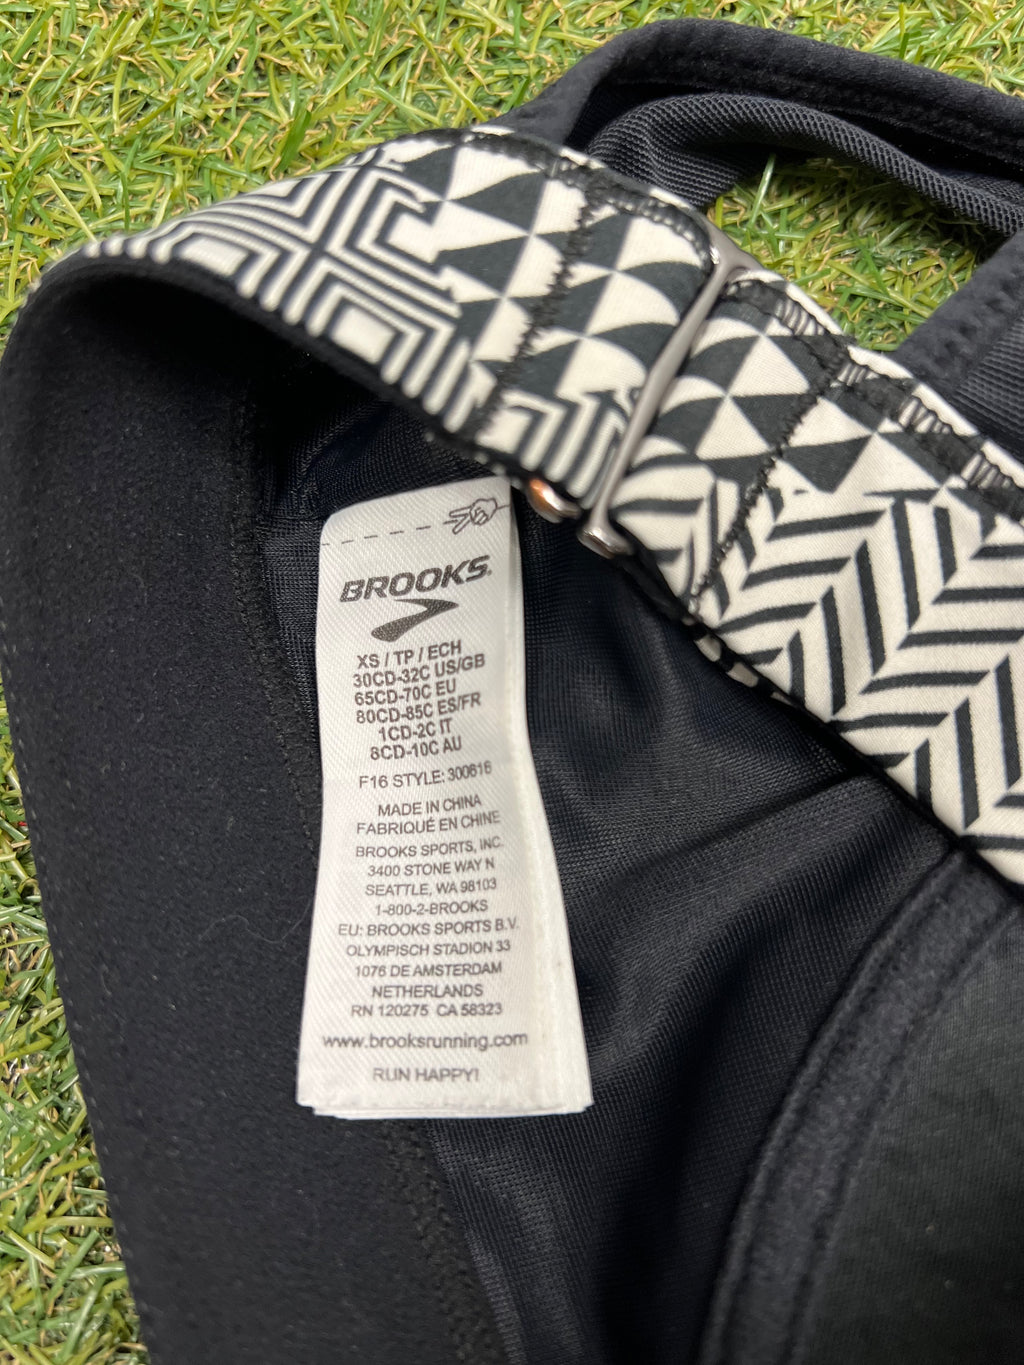 BROOKS
XS / TP / ECH
30CD-32C US/GB
65CD-70C EU
80CD-85C ES/FR
1CD-2C IT
8CD-10C AU
F16 STYLE: 300616
MADE IN CHINA
FABRIQUÉ EN CHINE
BROOKS SPORTS, INC.
3400 STONE WAY N
SEATTLE, WA 98103
1-800-2-BROOKS
EU: BROOKS SPORTS B.V.
OLYMPISCH STADION 33
1076 DE AMSTERDAM
NETHERLANDS
RN 120275 CA 58323
www.brooksrunning.com
RUN HAPPY!